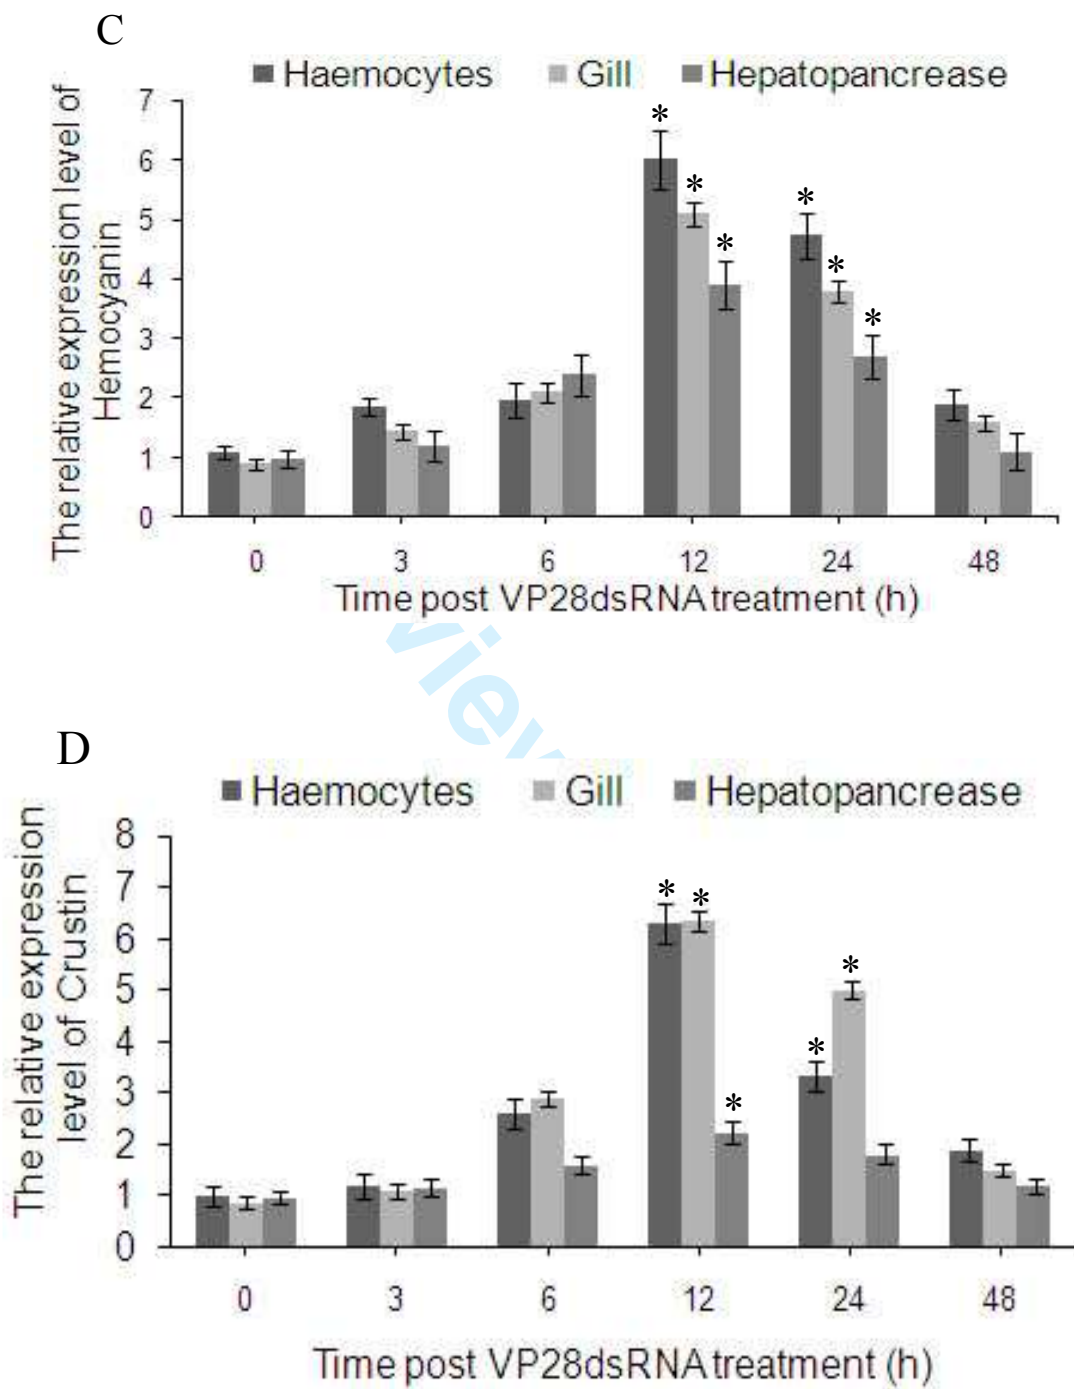 C
Haemocytes Gill Hepatopancrease
The relative expression level of
Hemocyanin
7
*
6
*
*
5
*
*
4
*
3
2
1
0
0 3 6 12 24 48
Time post VP28dsRNA treatment (h)
view
D
Haemocytes Gill Hepatopancrease
The relative expression
level of Crustin
8
7
* *
6
*
5
4
*
3
*
2
1
0
0 3 6 12 24 48
Time post VP28dsRNA treatment (h)